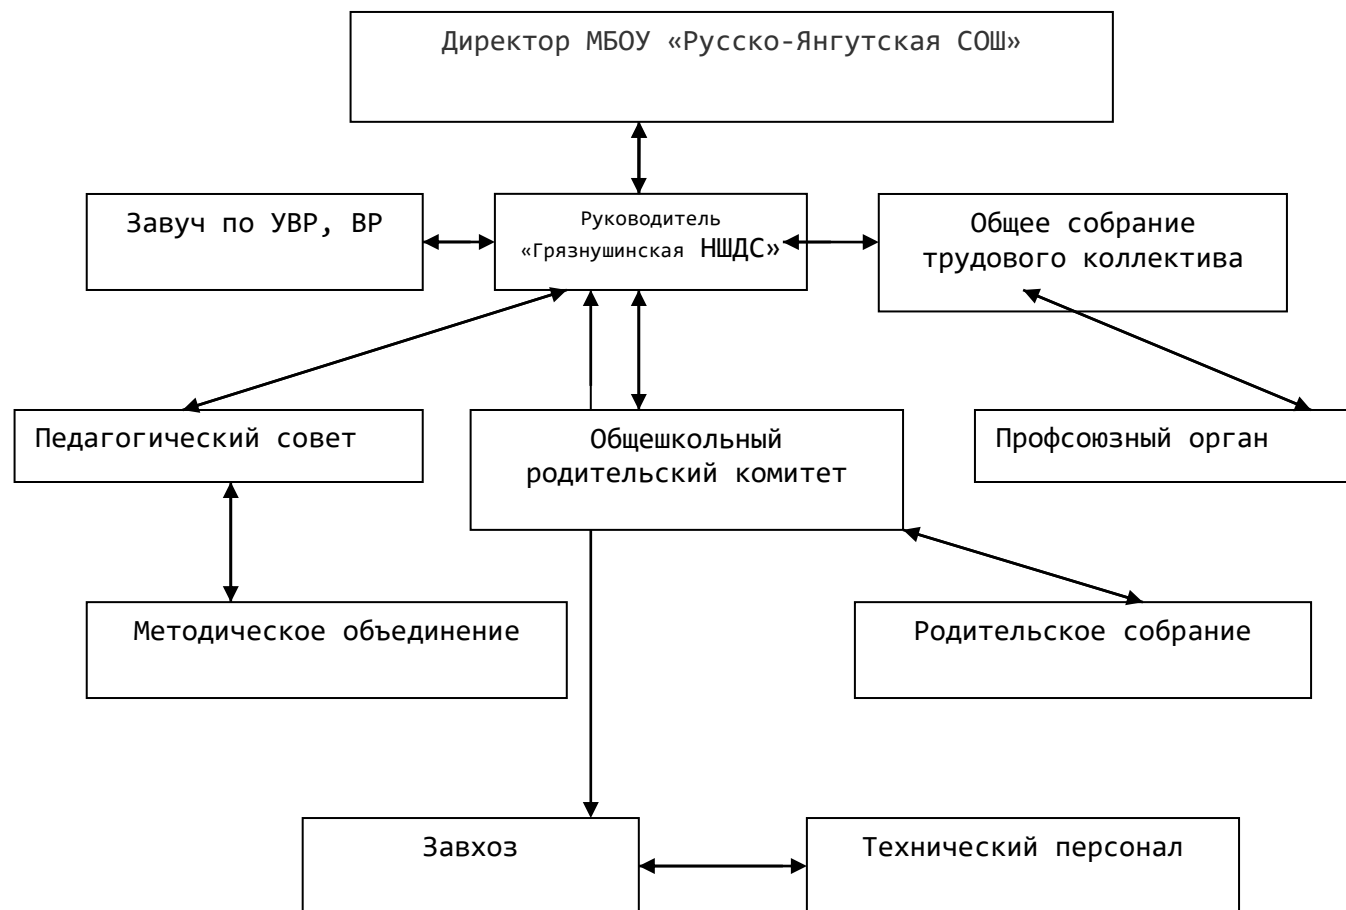 Директор МБОУ «Русско-Янгутская СОШ»
Завуч по УВР, ВР
Руководитель
«Грязнушинская НШДС»
Общее собрание
трудового коллектива
Педагогический совет
Общешкольный
родительский комитет
Профсоюзный орган
Методическое объединение
Родительское собрание
Завхоз
Технический персонал